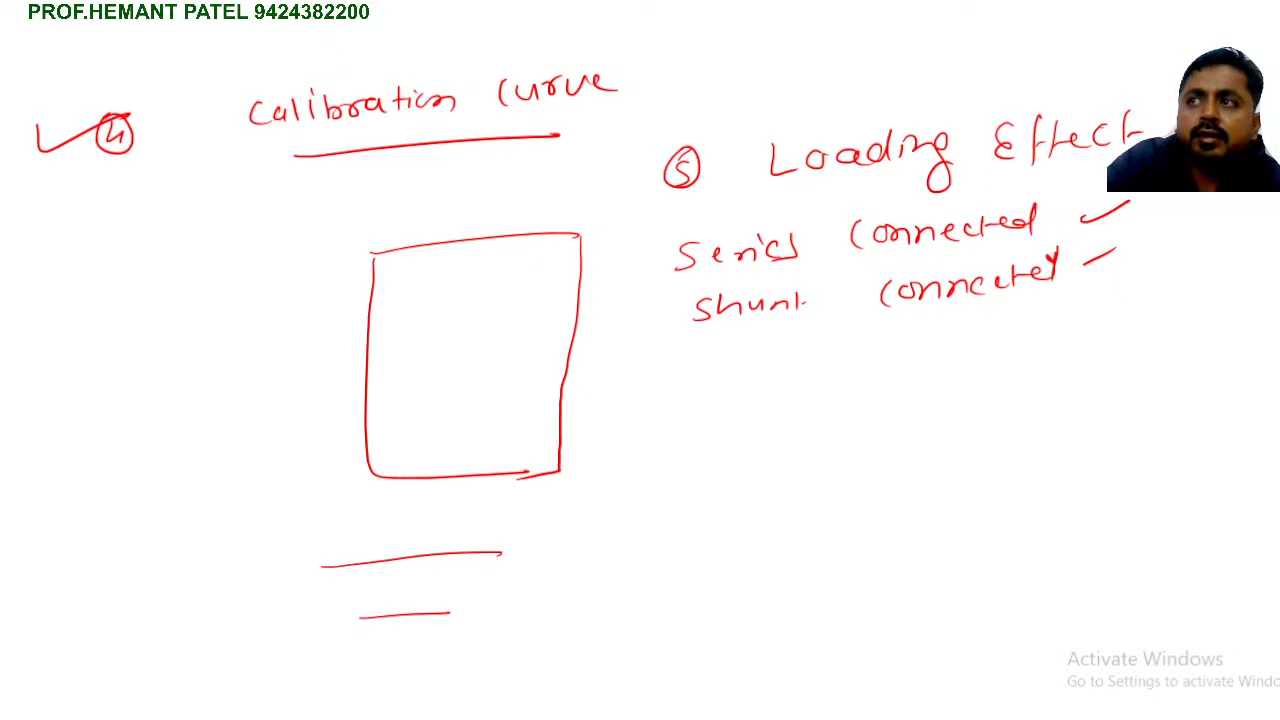 PROF.HEMANT PATEL 9424382200
4 Calibration Curve
5 Loading Effect
Series Connected
Shunt Connected
Activate Windows
Go to Settings to activate Windo